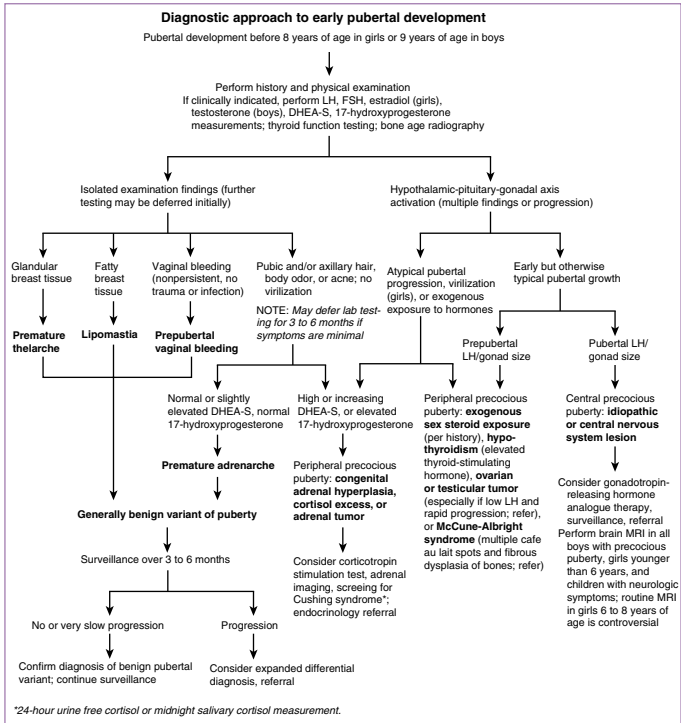 Diagnostic approach to early pubertal development
Pubertal development before 8 years of age in girls or 9 years of age in boys
Perform history and physical examination
If clinically indicated, perform LH, FSH, estradiol (girls),
testosterone (boys), DHEA-S, 17-hydroxyprogesterone
measurements; thyroid function testing; bone age radiography
Isolated examination findings (further
testing may be deferred initially)
Hypothalamic-pituitary-gonadal axis
activation (multiple findings or progression)
Glandular
breast tissue
Premature
thelarche
Fatty
breast
tissue
Lipomastia
Vaginal bleeding
(nonpersistent, no
trauma or infection)
Prepubertal
vaginal bleeding
Pubic and/or axillary hair,
body odor, or acne; no
virilization
NOTE: May defer lab test-
ing for 3 to 6 months if
symptoms are minimal
Atypical pubertal
progression, virilization
(girls), or exogenous
exposure to hormones
Early but otherwise
typical pubertal growth
Prepubertal
LH/gonad size
Pubertal LH/
gonad size
Normal or slightly
elevated DHEA-S, normal
17-hydroxyprogesterone
Premature adrenarche
Generally benign variant of puberty
Surveillance over 3 to 6 months
No or very slow progression
Confirm diagnosis of benign pubertal
variant; continue surveillance
Progression
Consider expanded differential
diagnosis, referral
High or increasing
DHEA-S, or elevated
17-hydroxyprogesterone
Peripheral precocious
puberty: congenital
adrenal hyperplasia,
cortisol excess, or
adrenal tumor
Consider corticotropin
stimulation test, adrenal
imaging, screening for
Cushing syndrome*;
endocrinology referral
Peripheral precocious
puberty: exogenous
sex steroid exposure
(per history), hypo-
thyroidism (elevated
thyroid-stimulating
hormone), ovarian
or testicular tumor
(especially if low LH and
rapid progression; refer),
or McCune-Albright
syndrome (multiple cafe
au lait spots and fibrous
dysplasia of bones; refer)
Central precocious
puberty: idiopathic
or central nervous
system lesion
Consider gonadotropin-
releasing hormone
analogue therapy,
surveillance, referral
Perform brain MRI in all
boys with precocious
puberty, girls younger
than 6 years, and
children with neurologic
symptoms; routine MRI
in girls 6 to 8 years of
age is controversial
*24-hour urine free cortisol or midnight salivary cortisol measurement.